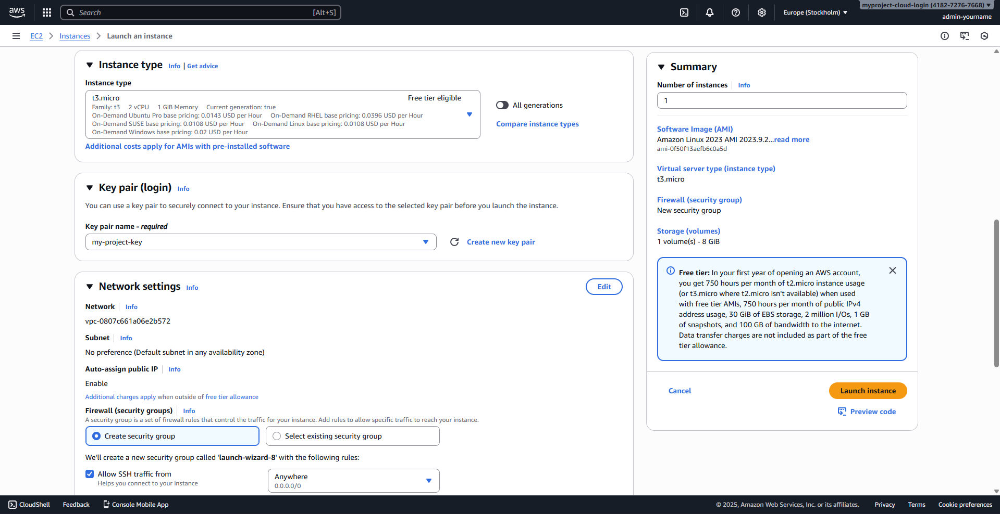 aws
Search [Alt+S]
Europe (Stockholm)
myproject-cloud-login (4182-7276-7668)
admin-yourname
EC2 > Instances > Launch an instance
Instance type Info | Get advice
Instance type
t3.micro Free tier eligible
Family: t3 2 vCPU 1 GiB Memory Current generation: true
On-Demand Ubuntu Pro base pricing: 0.0143 USD per Hour On-Demand RHEL base pricing: 0.0396 USD per Hour
On-Demand SUSE base pricing: 0.0108 USD per Hour On-Demand Linux base pricing: 0.0108 USD per Hour
On-Demand Windows base pricing: 0.02 USD per Hour
All generations
Compare instance types
Additional costs apply for AMIs with pre-installed software
Key pair (login) Info
You can use a key pair to securely connect to your instance. Ensure that you have access to the selected key pair before you launch the instance.
Key pair name - required
my-project-key
Create new key pair
Network settings Info
Edit
Network Info
vpc-0807c661a06e2b572
Subnet Info
No preference (Default subnet in any availability zone)
Auto-assign public IP Info
Enable
Additional charges apply when outside of free tier allowance
Firewall (security groups) Info
A security group is a set of firewall rules that control the traffic for your instance. Add rules to allow specific traffic to reach your instance.
Create security group
Select existing security group
We'll create a new security group called 'launch-wizard-8' with the following rules:
Allow SSH traffic from
Helps you connect to your instance
Anywhere
0.0.0.0/0
Summary
Number of instances Info
1
Software Image (AMI)
Amazon Linux 2023 AMI 2023.9.2...read more
ami-0f50f13aefb6c0a5d
Virtual server type (instance type)
t3.micro
Firewall (security group)
New security group
Storage (volumes)
1 volume(s) - 8 GiB
Free tier: In your first year of opening an AWS account,
you get 750 hours per month of t2.micro instance usage
(or t3.micro where t2.micro isn't available) when used
with free tier AMIs, 750 hours per month of public IPv4
address usage, 30 GiB of EBS storage, 2 million I/Os, 1 GB
of snapshots, and 100 GB of bandwidth to the internet.
Data transfer charges are not included as part of the free
tier allowance.
Cancel
Launch instance
Preview code
CloudShell Feedback Console Mobile App
© 2025, Amazon Web Services, Inc. or its affiliates. Privacy Terms Cookie preferences